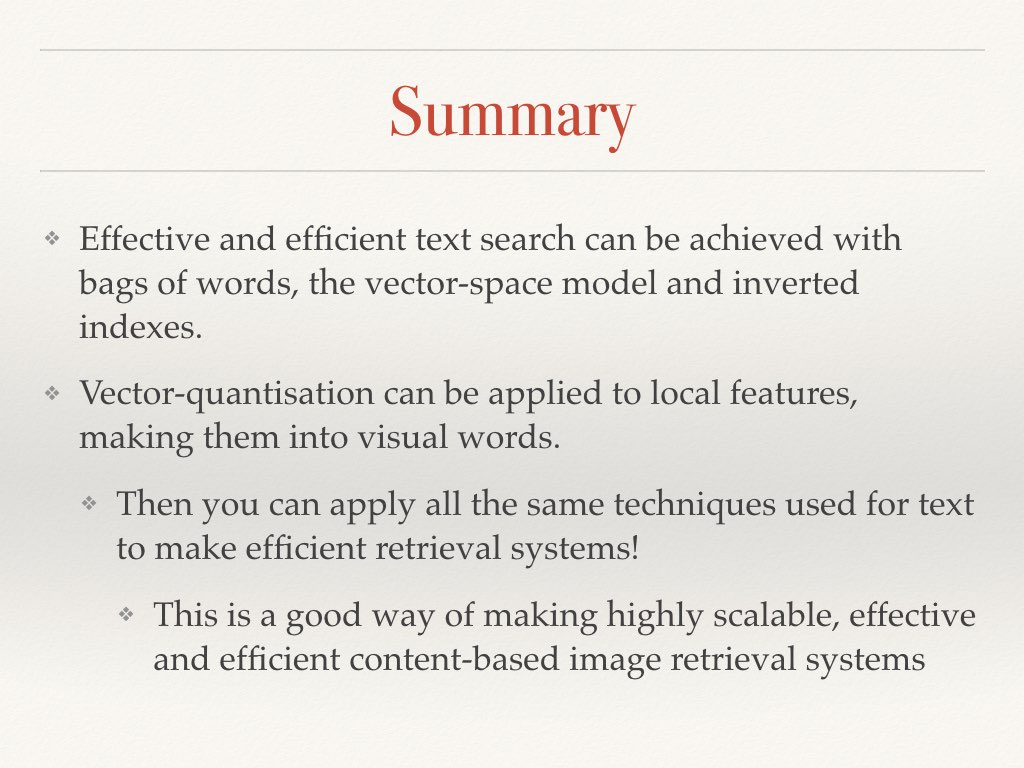 Summary
❖ Effective and efficient text search can be achieved with
bags of words, the vector-space model and inverted
indexes.
❖ Vector-quantisation can be applied to local features,
making them into visual words.
❖ Then you can apply all the same techniques used for text
to make efficient retrieval systems!
❖ This is a good way of making highly scalable, effective
and efficient content-based image retrieval systems